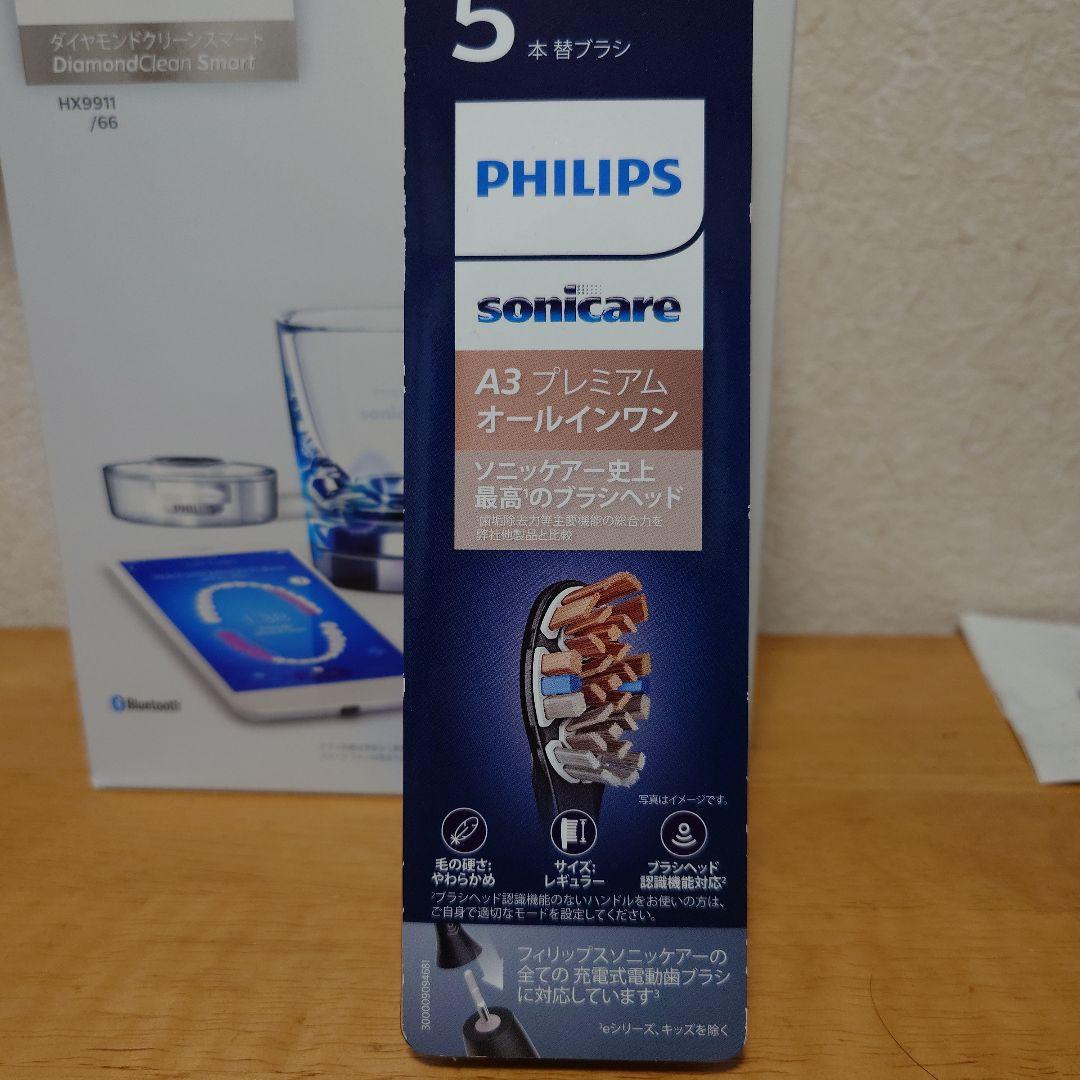 ダイヤモンドクリーンスマート
DiamondClean Smart
HX9911
/66
PHILIPS
Bluetooth
5 本 替ブラシ
PHILIPS
sonicare
A3 プレミアム
オールインワン
ソニッケアー史上
最高¹のブラシヘッド
¹歯垢除去力等主要機能の総合力を
弊社他製品と比較
写真はイメージです。
毛の硬さ:
やわらかめ
サイズ:
レギュラー
ブラシヘッド
認識機能対応²
²ブラシヘッド認識機能のないハンドルをお使いの方は、
ご自身で適切なモードを設定してください。
フィリップスソニッケアーの
全ての 充電式電動歯ブラシ
に対応しています³
³eシリーズ、キッズを除く
300009094681